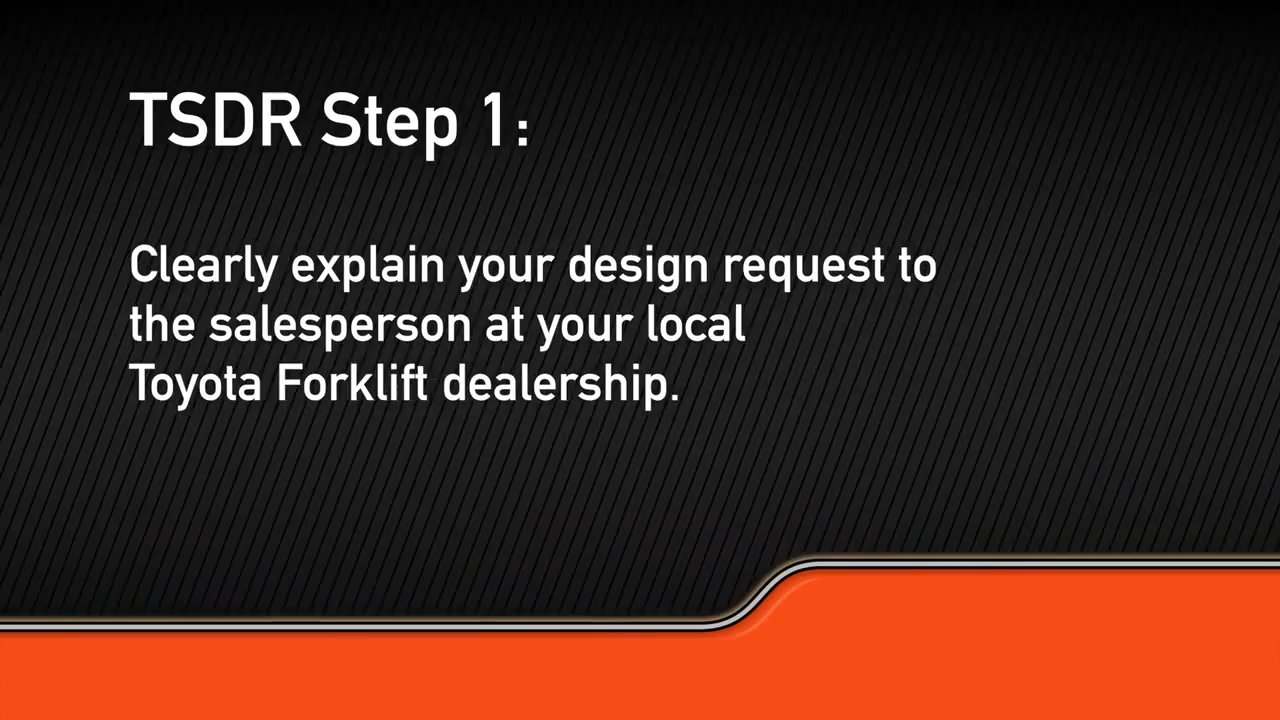 TSDR Step 1:
Clearly explain your design request to
the salesperson at your local
Toyota Forklift dealership.